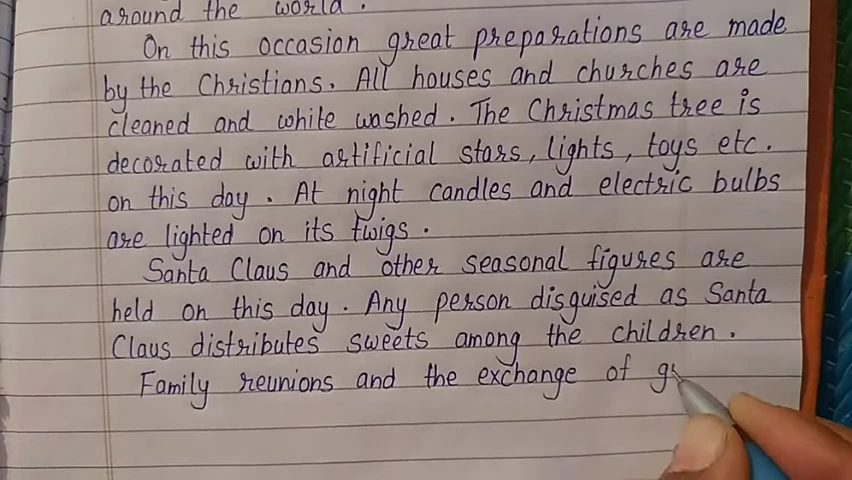 around the world.
On this occasion great preparations are made
by the Christians. All houses and churches are
cleaned and white washed. The Christmas tree is
decorated with artificial stars, lights, toys etc.
on this day. At night candles and electric bulbs
are lighted on its twigs.
Santa Claus and other seasonal figures are
held on this day. Any person disguised as Santa
Claus distributes sweets among the children.
Family reunions and the exchange of